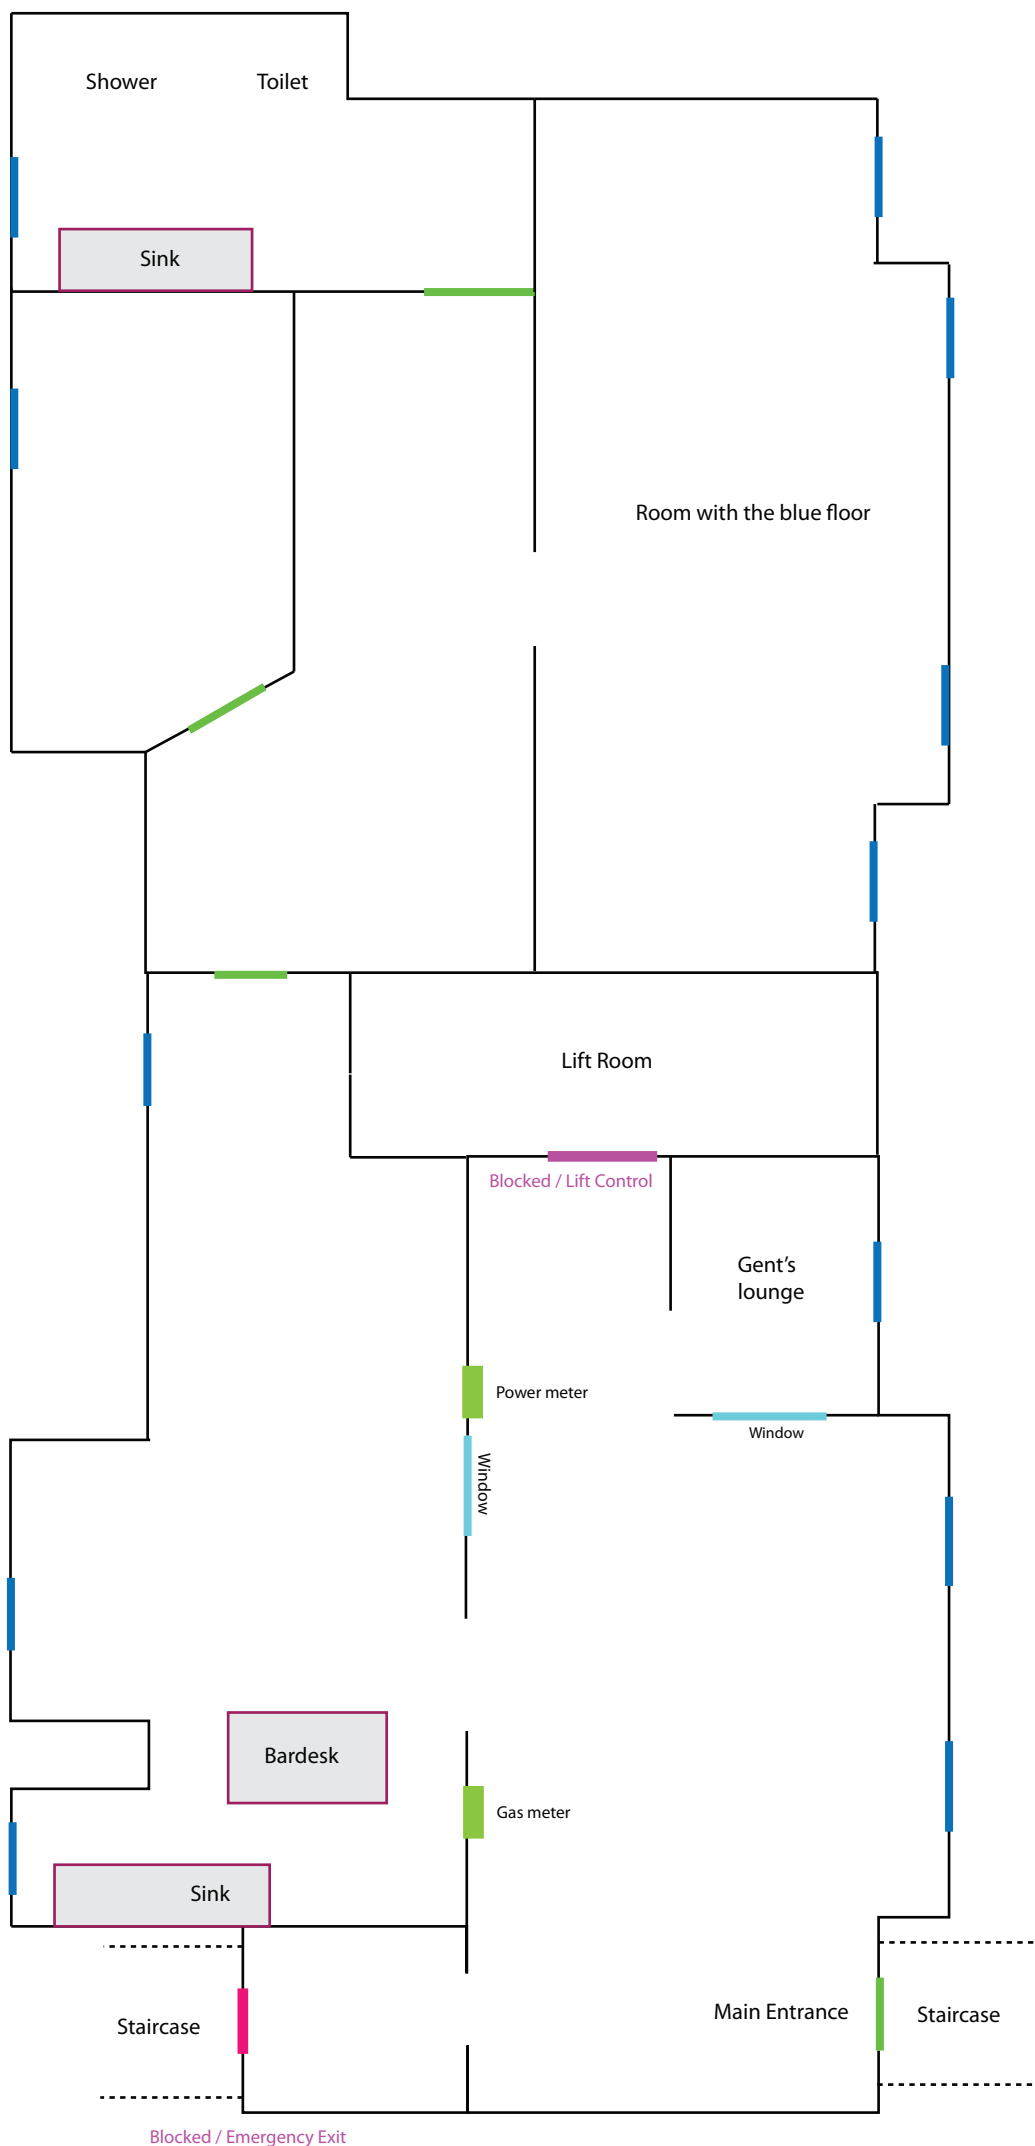 Shower
Toilet
Sink
Room with the blue floor
Lift Room
Blocked / Lift Control
Gent's
lounge
Power meter
Window
Window
Bardesk
Gas meter
Sink
Main Entrance
Staircase
Staircase
Blocked / Emergency Exit